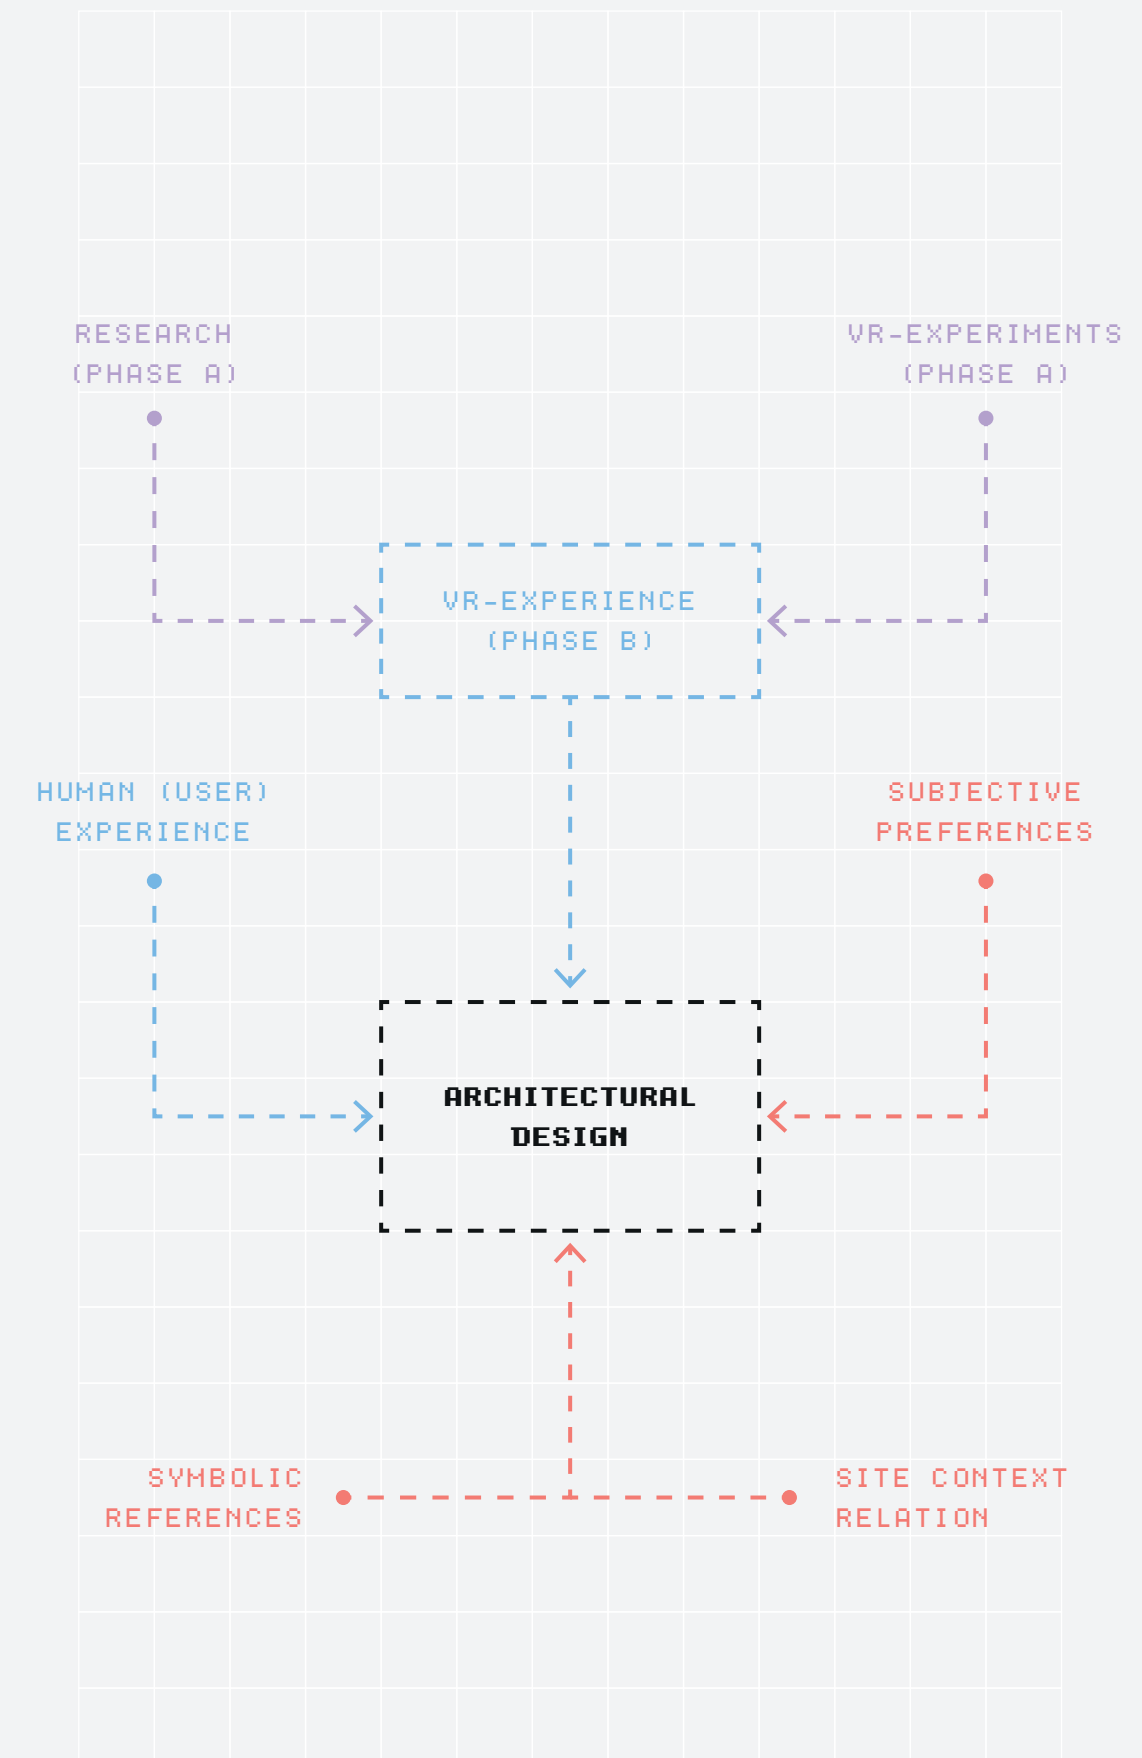 RESEARCH
(PHASE A)
VR-EXPERIMENTS
(PHASE A)
VR-EXPERIENCE
(PHASE B)
HUMAN (USER)
EXPERIENCE
SUBJECTIVE
PREFERENCES
ARCHITECTURAL
DESIGN
SYMBOLIC
REFERENCES
SITE CONTEXT
RELATION